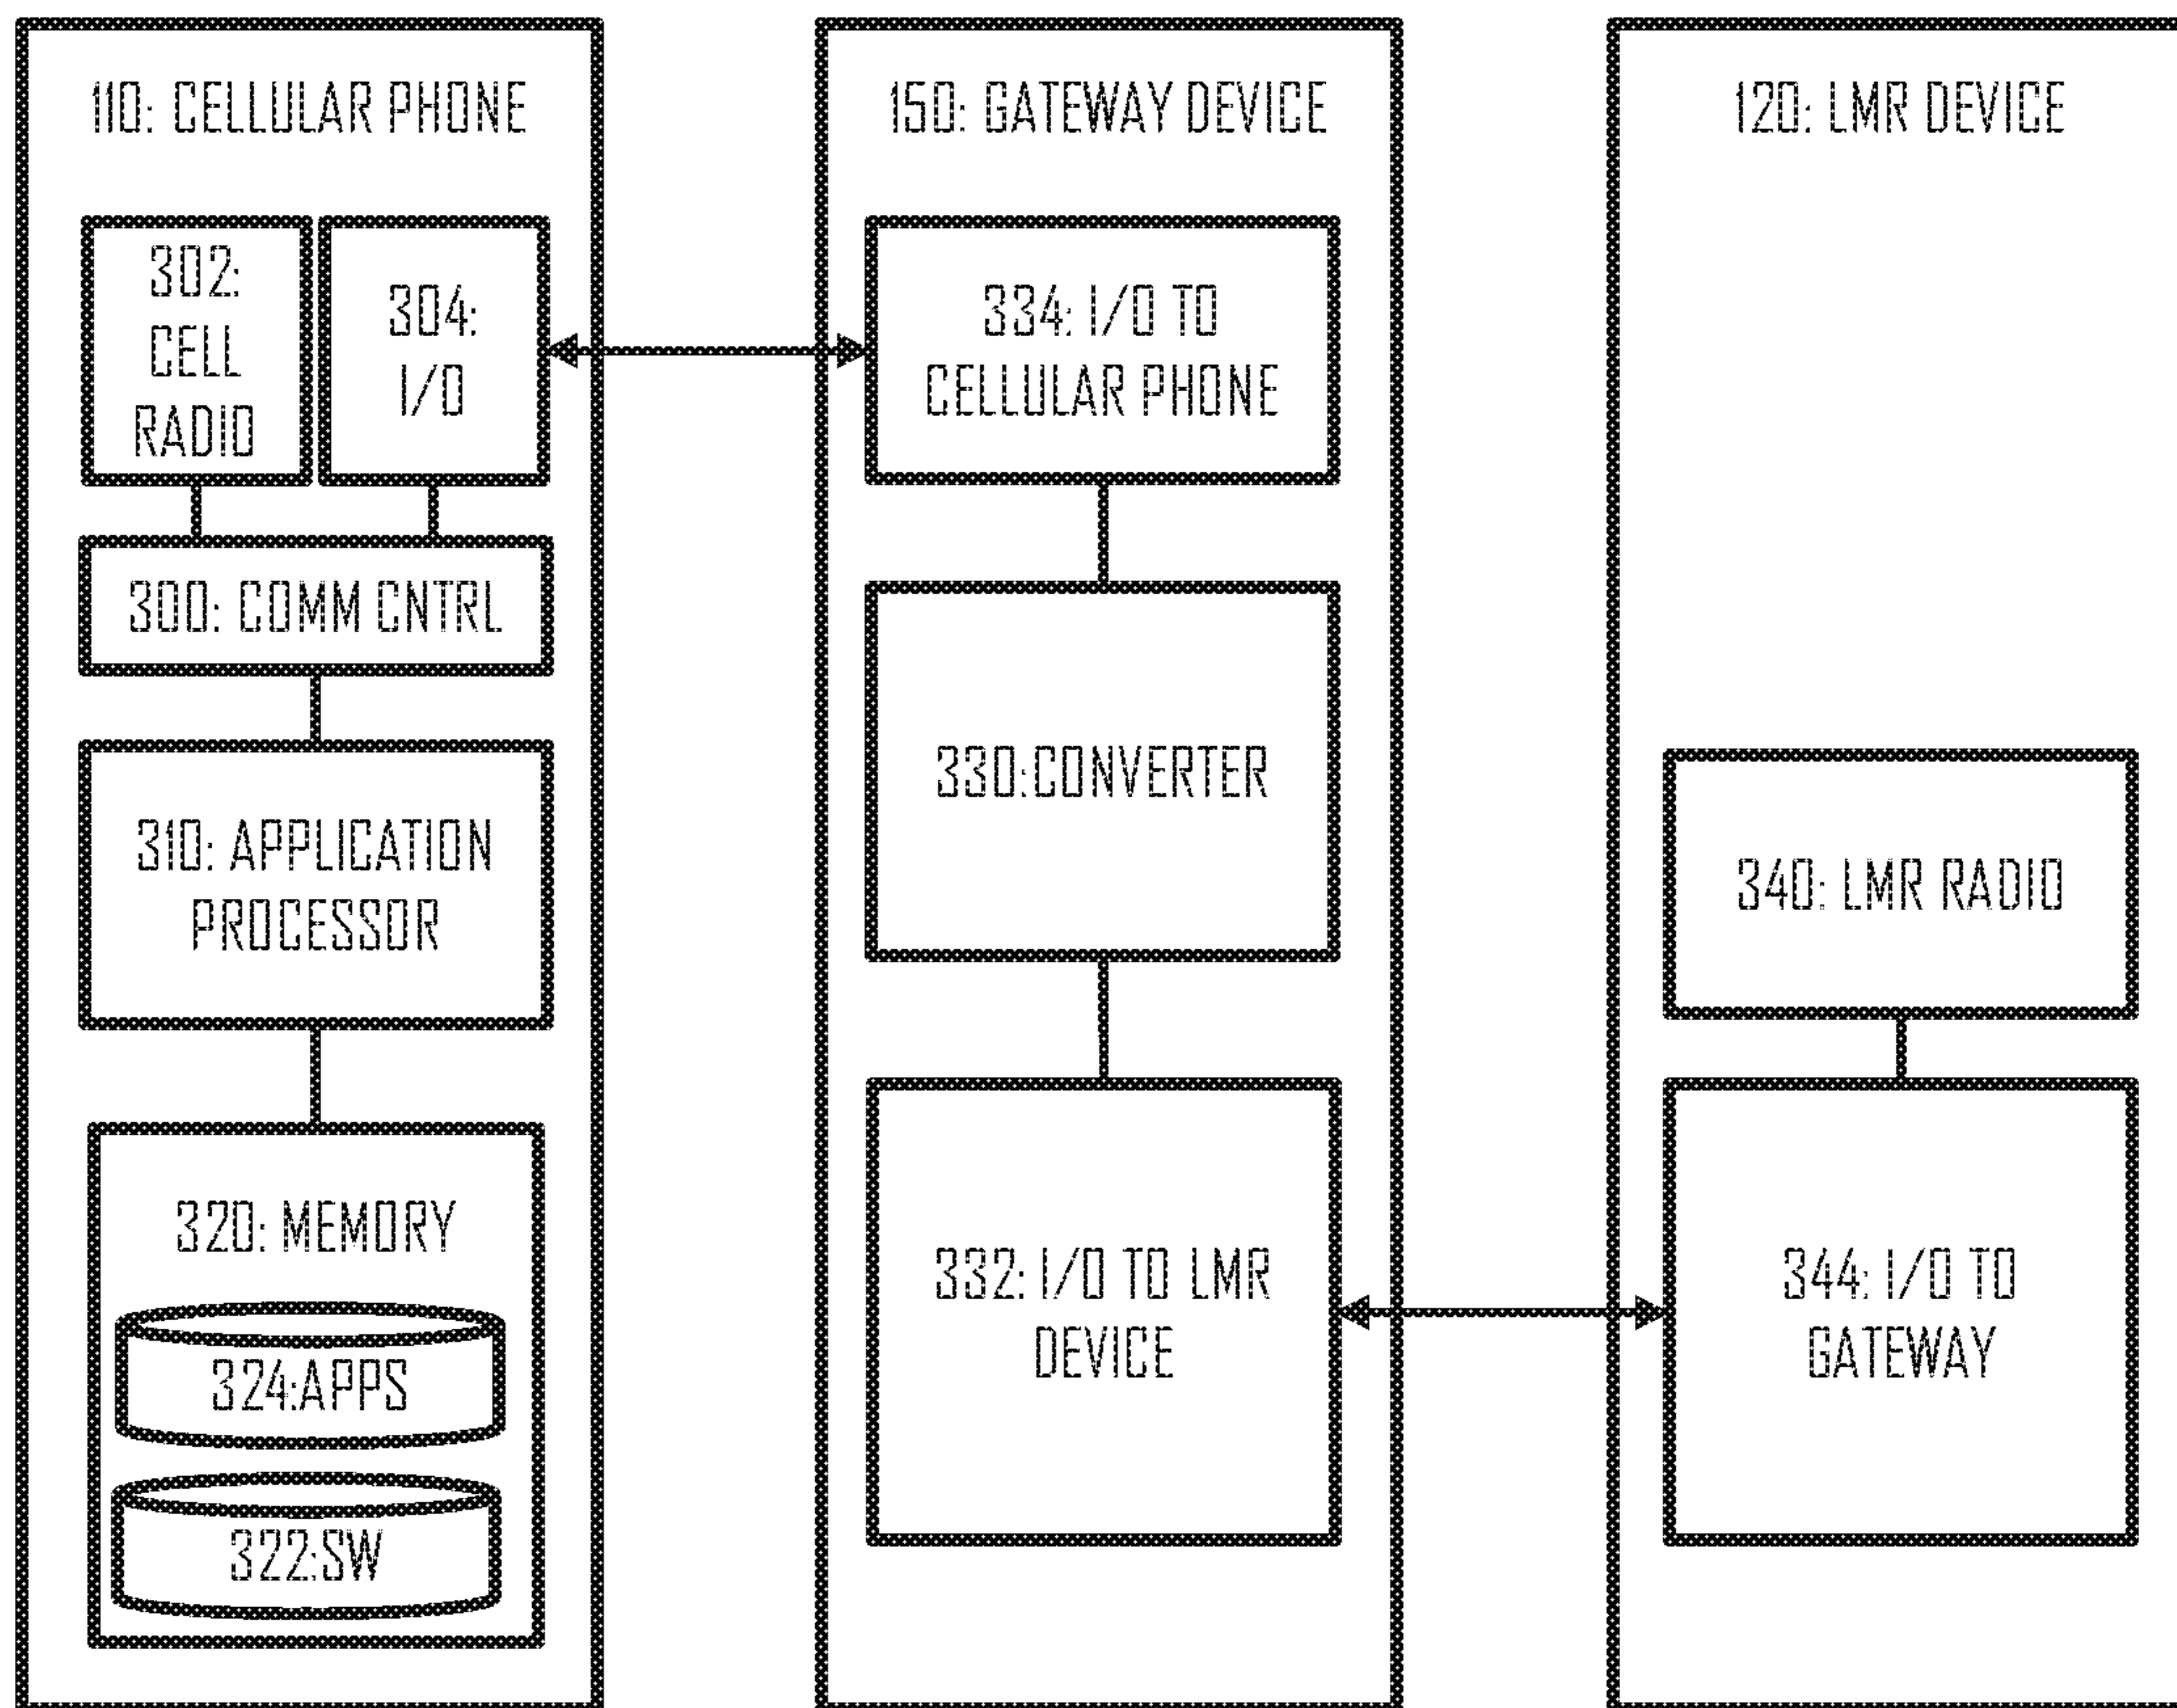 110: CELLULAR PHONE
302:
CELL
RADIO
304:
I/O
300: COMM CNTRL
310: APPLICATION
PROCESSOR
320: MEMORY
324:APPS
322:SW
150: GATEWAY DEVICE
334: I/O TO
CELLULAR PHONE
330:CONVERTER
332: I/O TO LMR
DEVICE
120: LMR DEVICE
340: LMR RADIO
344: I/O TO
GATEWAY